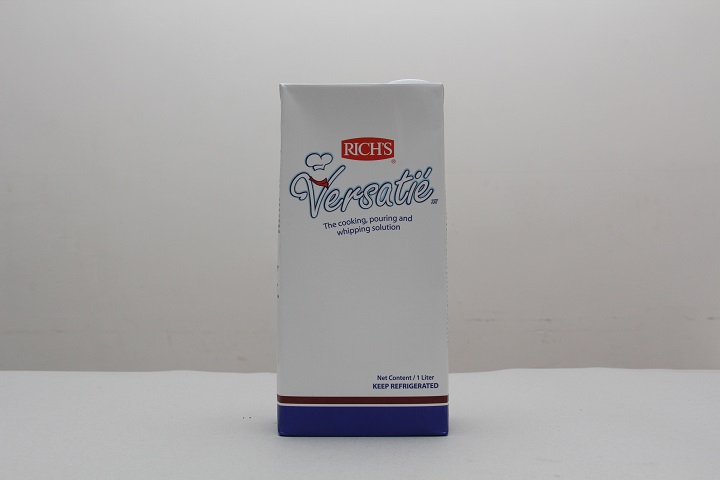 RICH'S
Versatié
The cooking, pouring and
whipping solution
Net Content / 1 Liter
KEEP REFRIGERATED